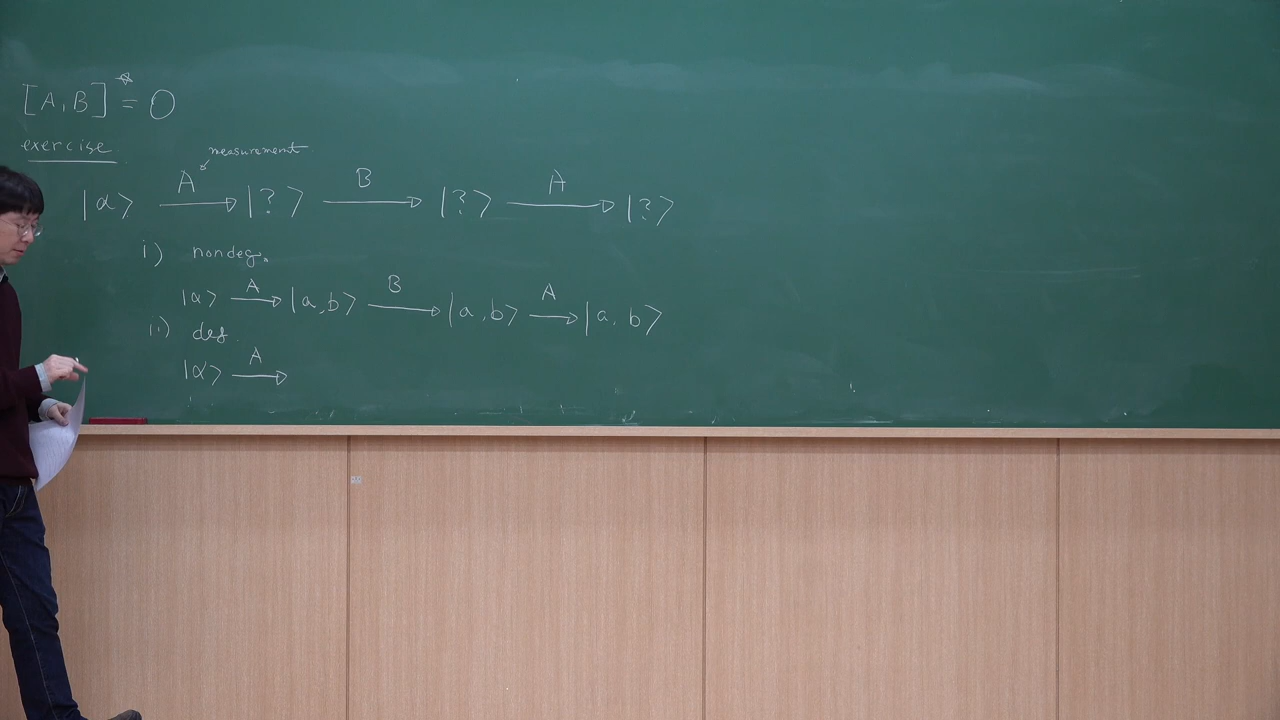 [A, B] ≛ 0
exercise
measurement
|α⟩ A→ |?⟩ B→ |?⟩ A→ |?⟩
i) nondeg.
|α⟩ A→ |a,b⟩ B→ |a,b⟩ A→ |a,b⟩
ii) deg.
|α⟩ A→